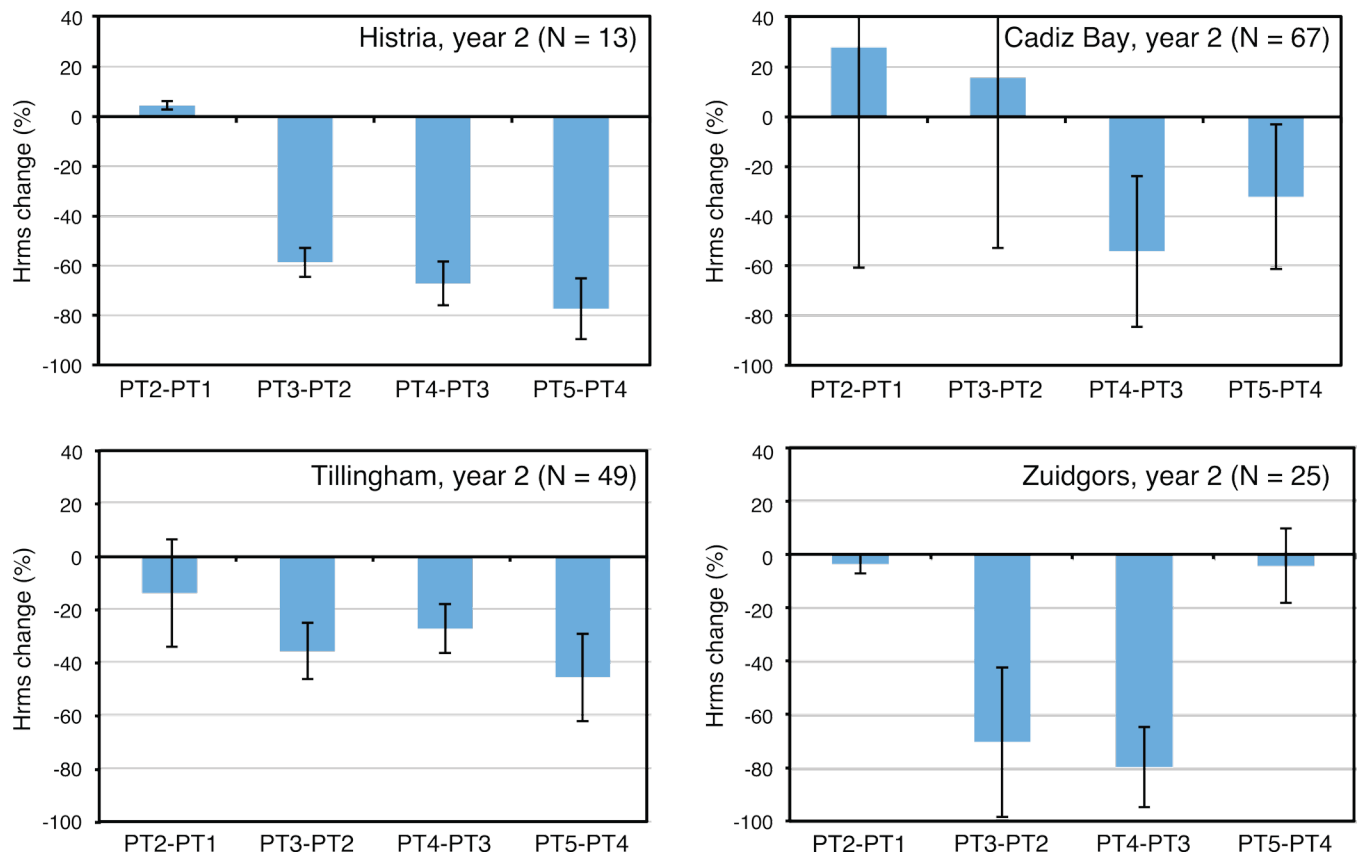 Histria, year 2 (N = 13)
Hrms change (%)
40
20
0
-20
-40
-60
-80
-100
PT2-PT1 PT3-PT2 PT4-PT3 PT5-PT4
Cadiz Bay, year 2 (N = 67)
Hrms change (%)
40
20
0
-20
-40
-60
-80
-100
PT2-PT1 PT3-PT2 PT4-PT3 PT5-PT4
Tillingham, year 2 (N = 49)
Hrms change (%)
40
20
0
-20
-40
-60
-80
-100
PT2-PT1 PT3-PT2 PT4-PT3 PT5-PT4
Zuidgors, year 2 (N = 25)
Hrms change (%)
40
20
0
-20
-40
-60
-80
-100
PT2-PT1 PT3-PT2 PT4-PT3 PT5-PT4